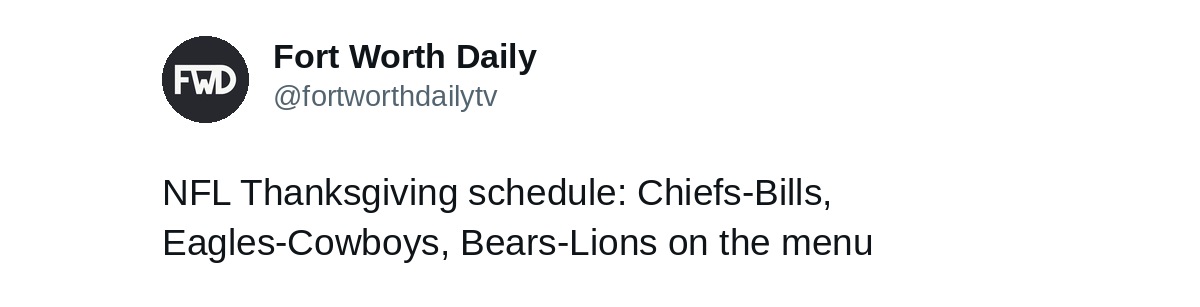 FWD
Fort Worth Daily
@fortworthdailytv
NFL Thanksgiving schedule: Chiefs-Bills,
Eagles-Cowboys, Bears-Lions on the menu